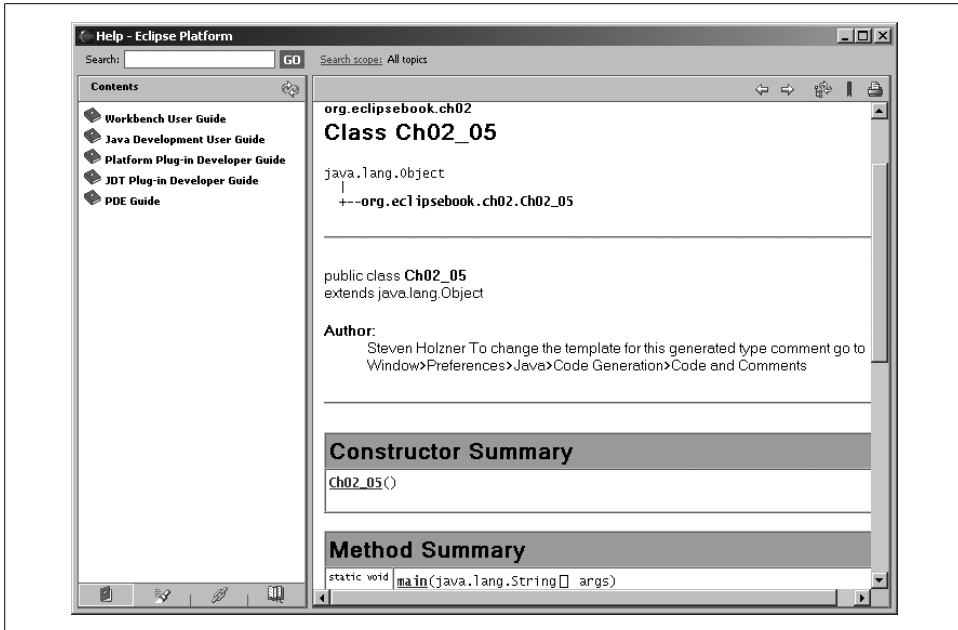 Help - Eclipse Platform
Search:
GO
Search scope: All topics
Contents
Workbench User Guide
Java Development User Guide
Platform Plug-in Developer Guide
JDT Plug-in Developer Guide
PDE Guide
org.eclipsebook.ch02
Class Ch02_05
java.lang.Object
|
+--org.eclipsebook.ch02.Ch02_05
public class Ch02_05
extends java.lang.Object
Author:
Steven Holzner To change the template for this generated type comment go to
Window>Preferences>Java>Code Generation>Code and Comments
Constructor Summary
Ch02_05()
Method Summary
static void main(java.lang.String[] args)